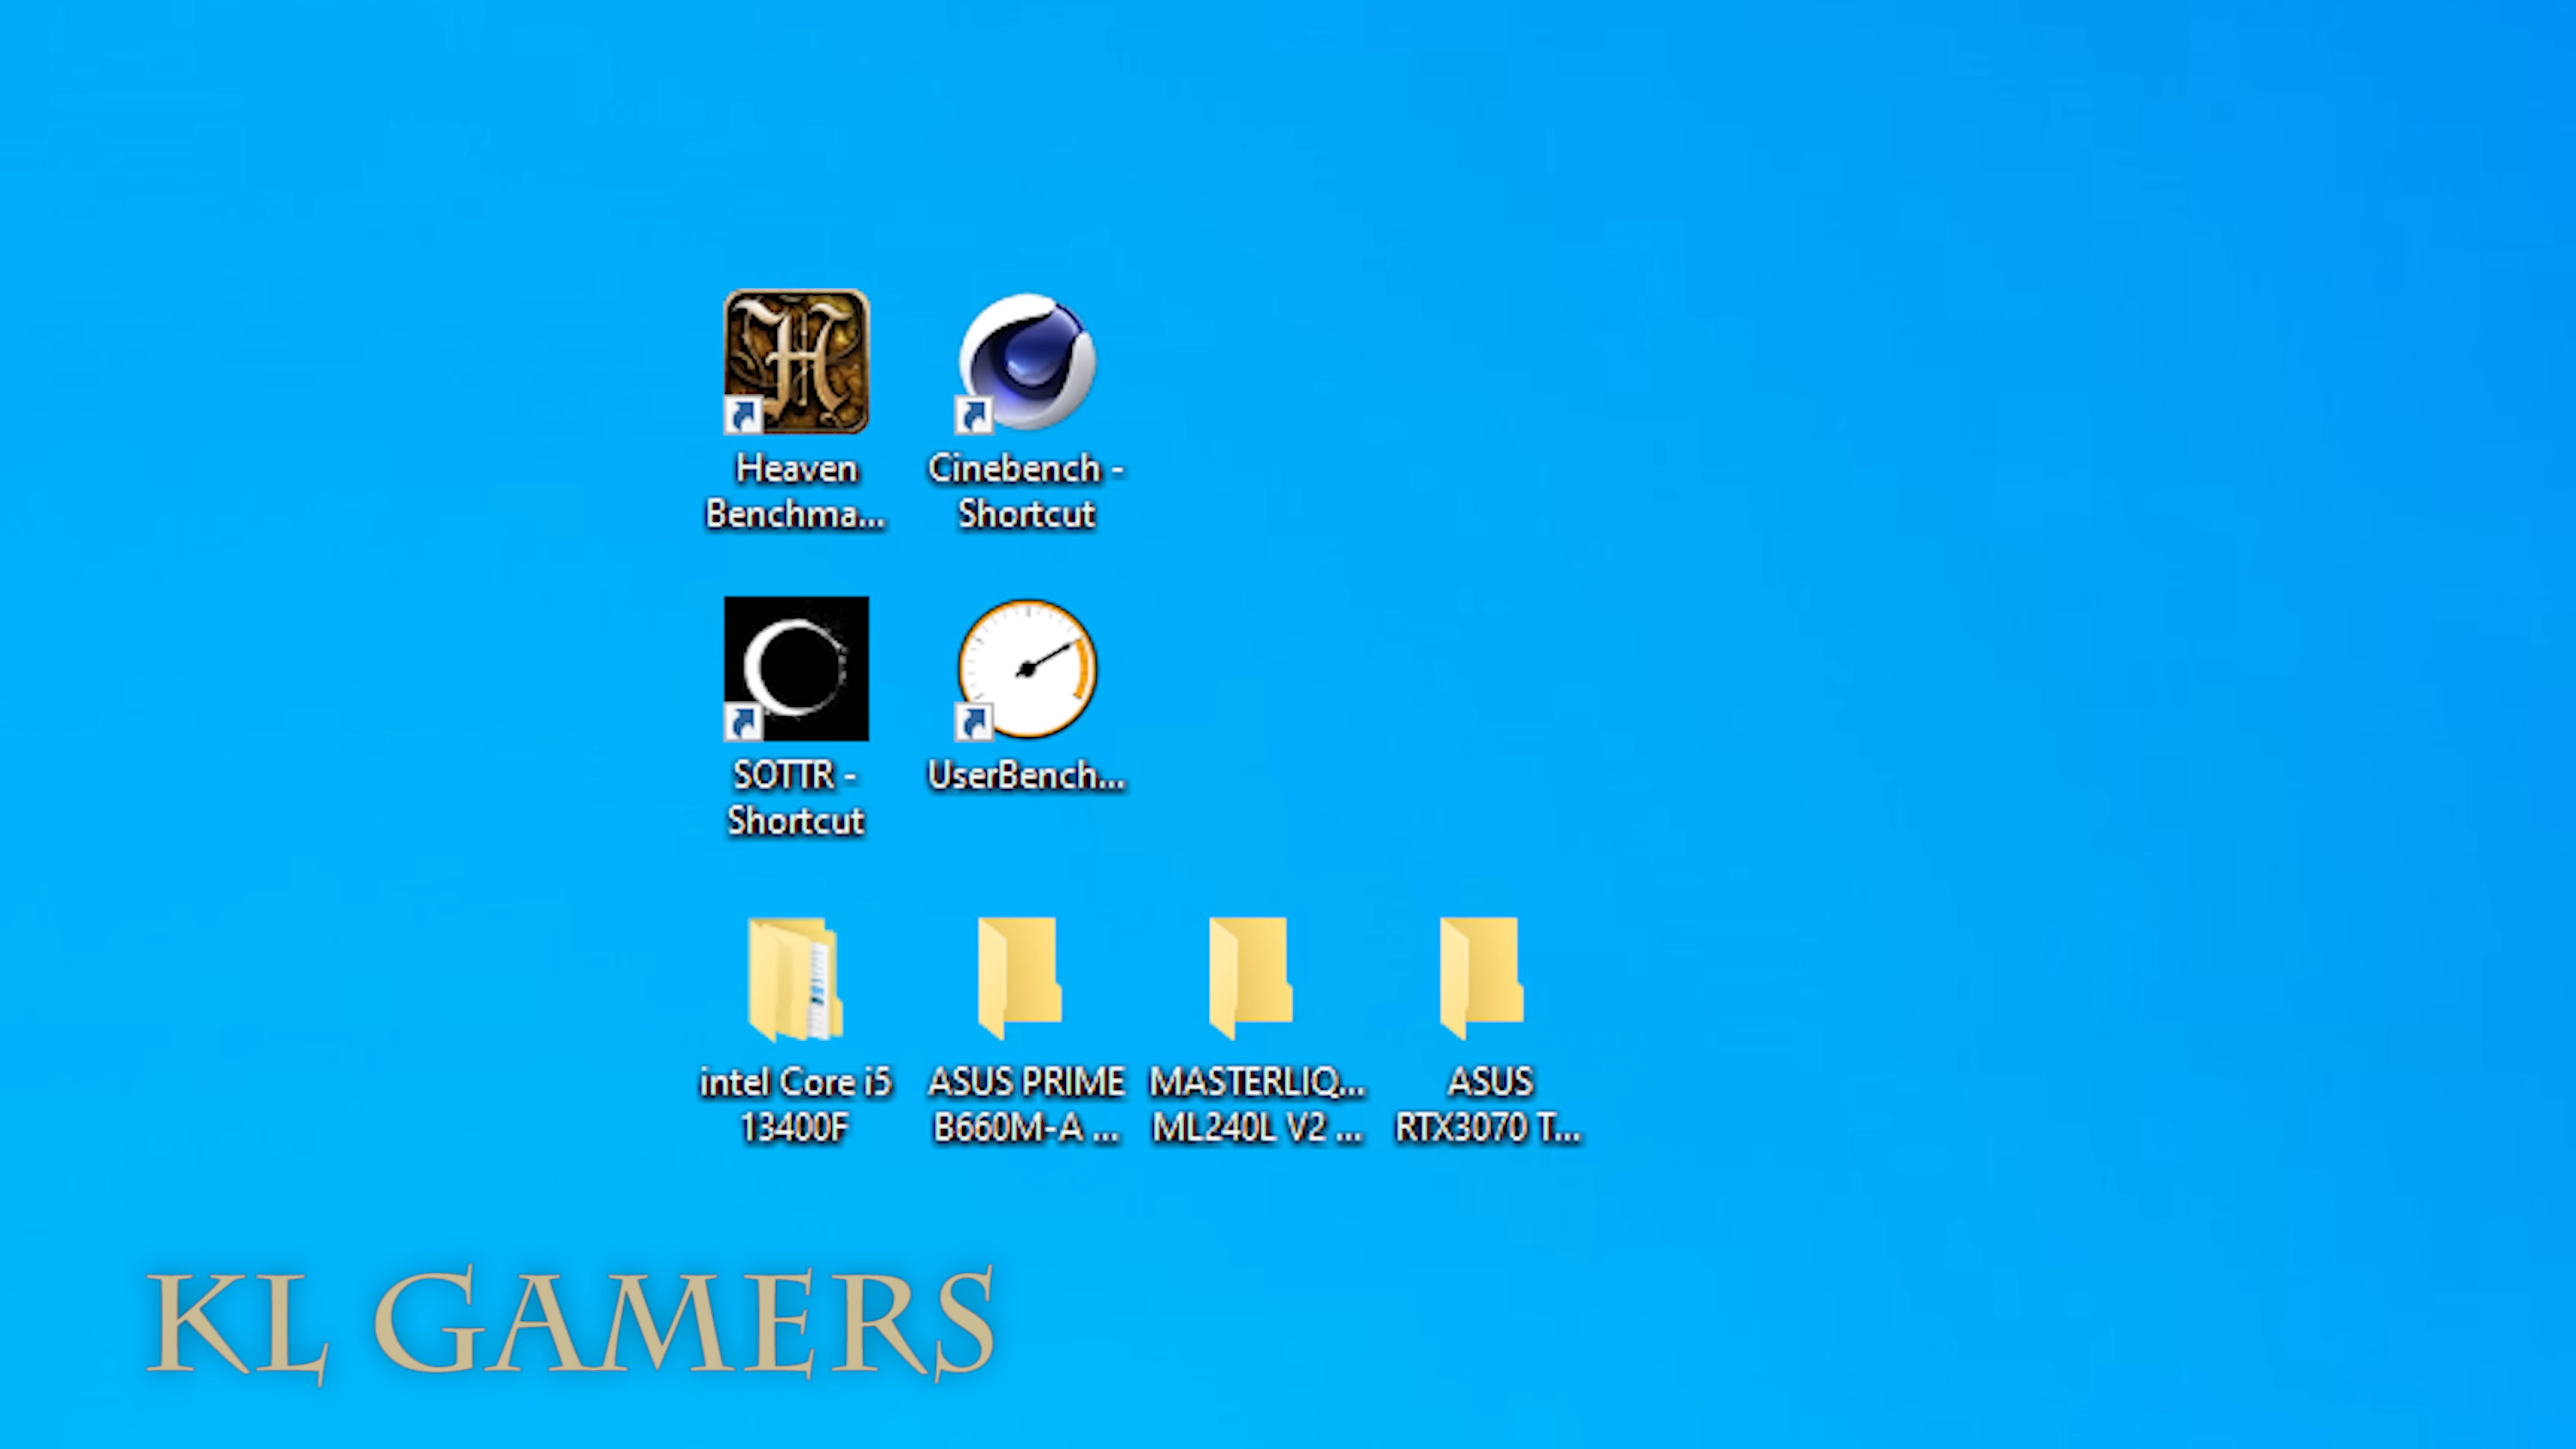 Heaven
Benchma...
Cinebench -
Shortcut
SOTTR -
Shortcut
UserBench...
intel Core i5
13400F
ASUS PRIME
B660M-A ...
MASTERLIQ...
ML240L V2 ...
ASUS
RTX3070 T...
KL GAMERS